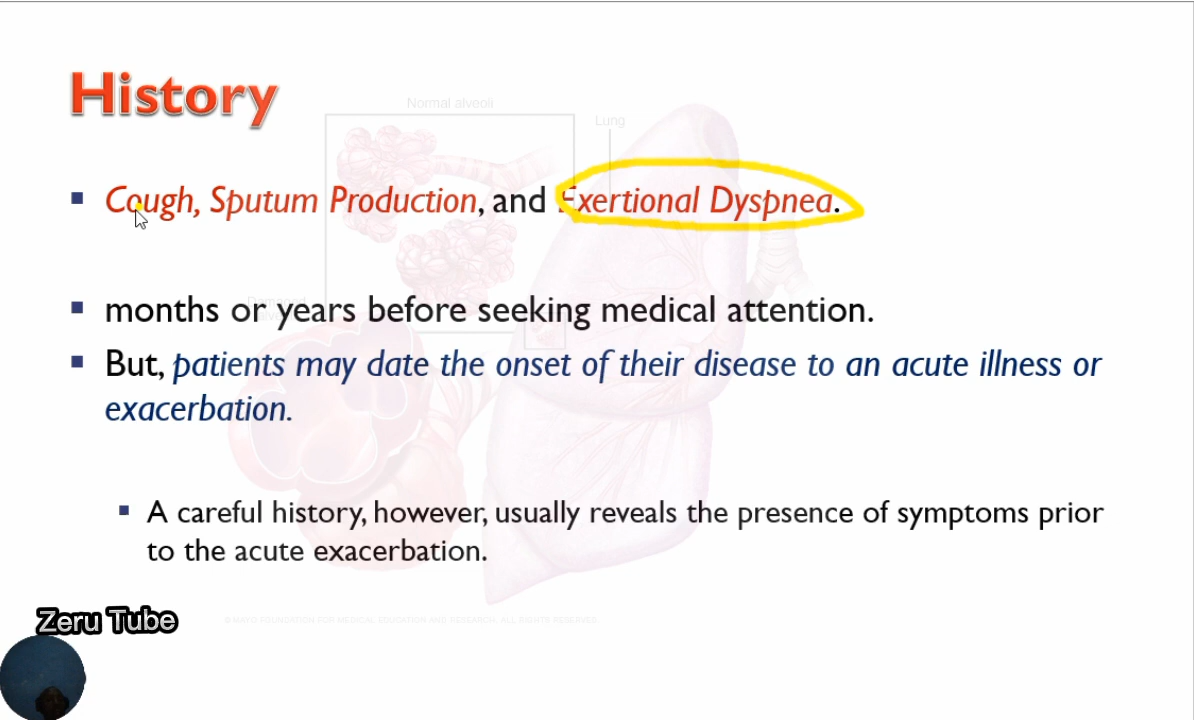 History
Normal alveoli
Lung
Cough, Sputum Production, and Exertional Dyspnea.
months or years before seeking medical attention.
But, patients may date the onset of their disease to an acute illness or
exacerbation.
A careful history, however, usually reveals the presence of symptoms prior
to the acute exacerbation.
Zeru Tube
© MAYO FOUNDATION FOR MEDICAL EDUCATION AND RESEARCH. ALL RIGHTS RESERVED.